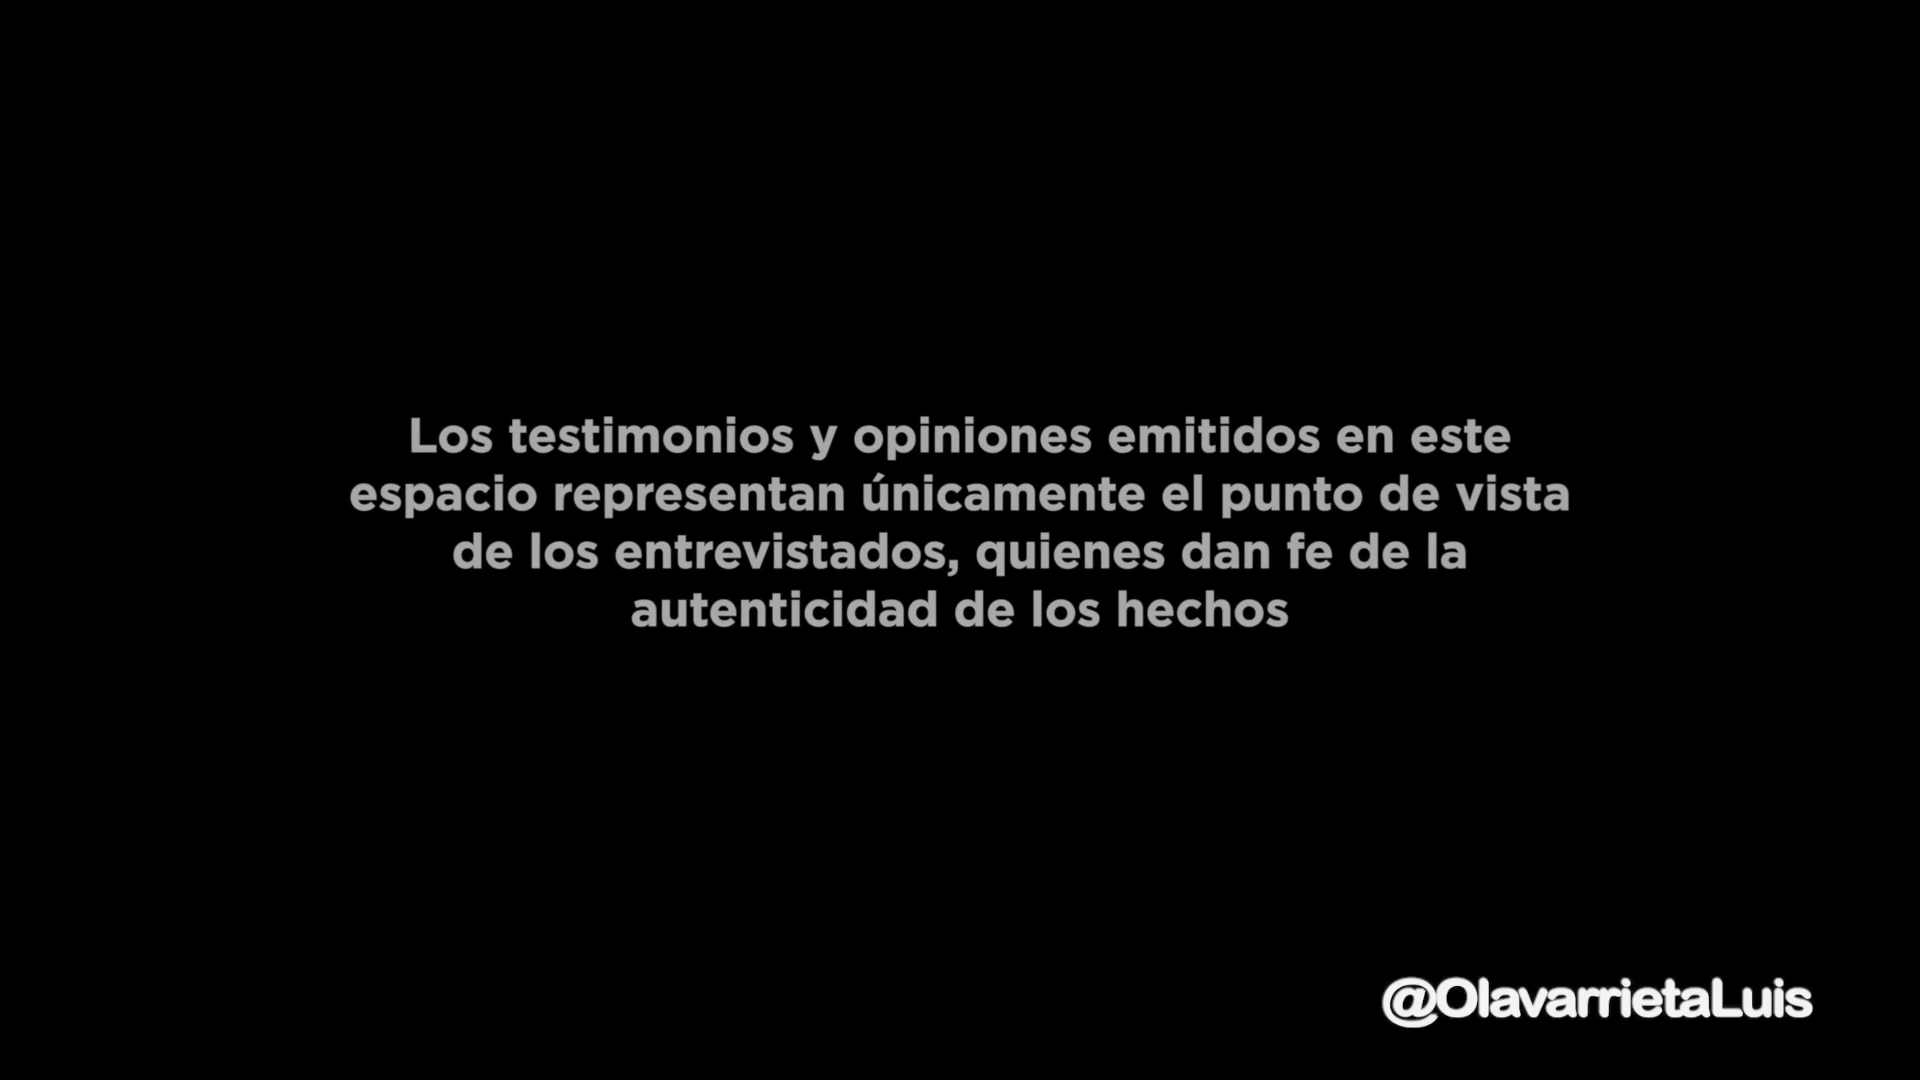 Los testimonios y opiniones emitidos en este
espacio representan únicamente el punto de vista
de los entrevistados, quienes dan fe de la
autenticidad de los hechos
@OlavarrietaLuis